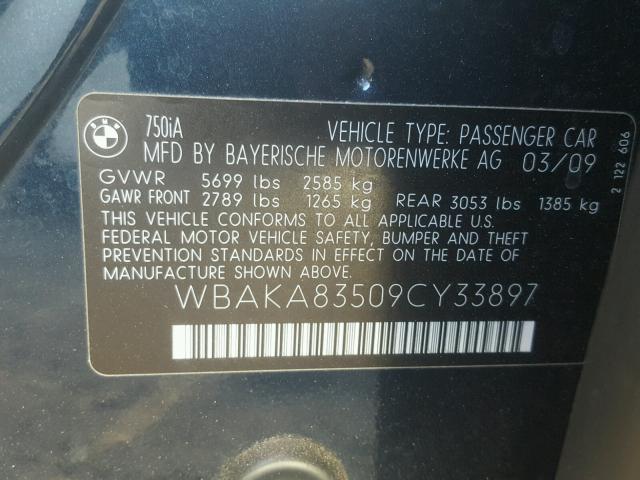 BMW
750iA
VEHICLE TYPE: PASSENGER CAR
MFD BY BAYERISCHE MOTORENWERKE AG 03/09
GVWR 5699 lbs 2585 kg
GAWR FRONT 2789 lbs 1265 kg REAR 3053 lbs 1385 kg
THIS VEHICLE CONFORMS TO ALL APPLICABLE U.S.
FEDERAL MOTOR VEHICLE SAFETY, BUMPER AND THEFT
PREVENTION STANDARDS IN EFFECT ON THE DATE OF
MANUFACTURE SHOWN ABOVE.
WBAKA83509CY33897
2 122 606